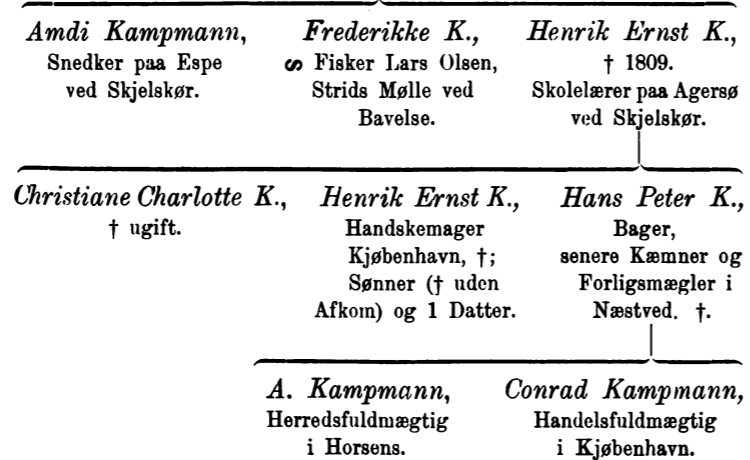 Amdi Kampmann,
Snedker paa Espe
ved Skjelskør.
Frederikke K.,
⚭ Fisker Lars Olsen,
Strids Mølle ved
Bavelse.
Henrik Ernst K.,
† 1809.
Skolelærer paa Agersø
ved Skjelskør.
Christiane Charlotte K.,
† ugift.
Henrik Ernst K.,
Handskemager
Kjøbenhavn, †;
Sønner († uden
Afkom) og 1 Datter.
Hans Peter K.,
Bager,
senere Kæmner og
Forligsmægler i
Næstved. †.
A. Kampmann,
Herredsfuldmægtig
i Horsens.
Conrad Kampmann,
Handelsfuldmægtig
i Kjøbenhavn.